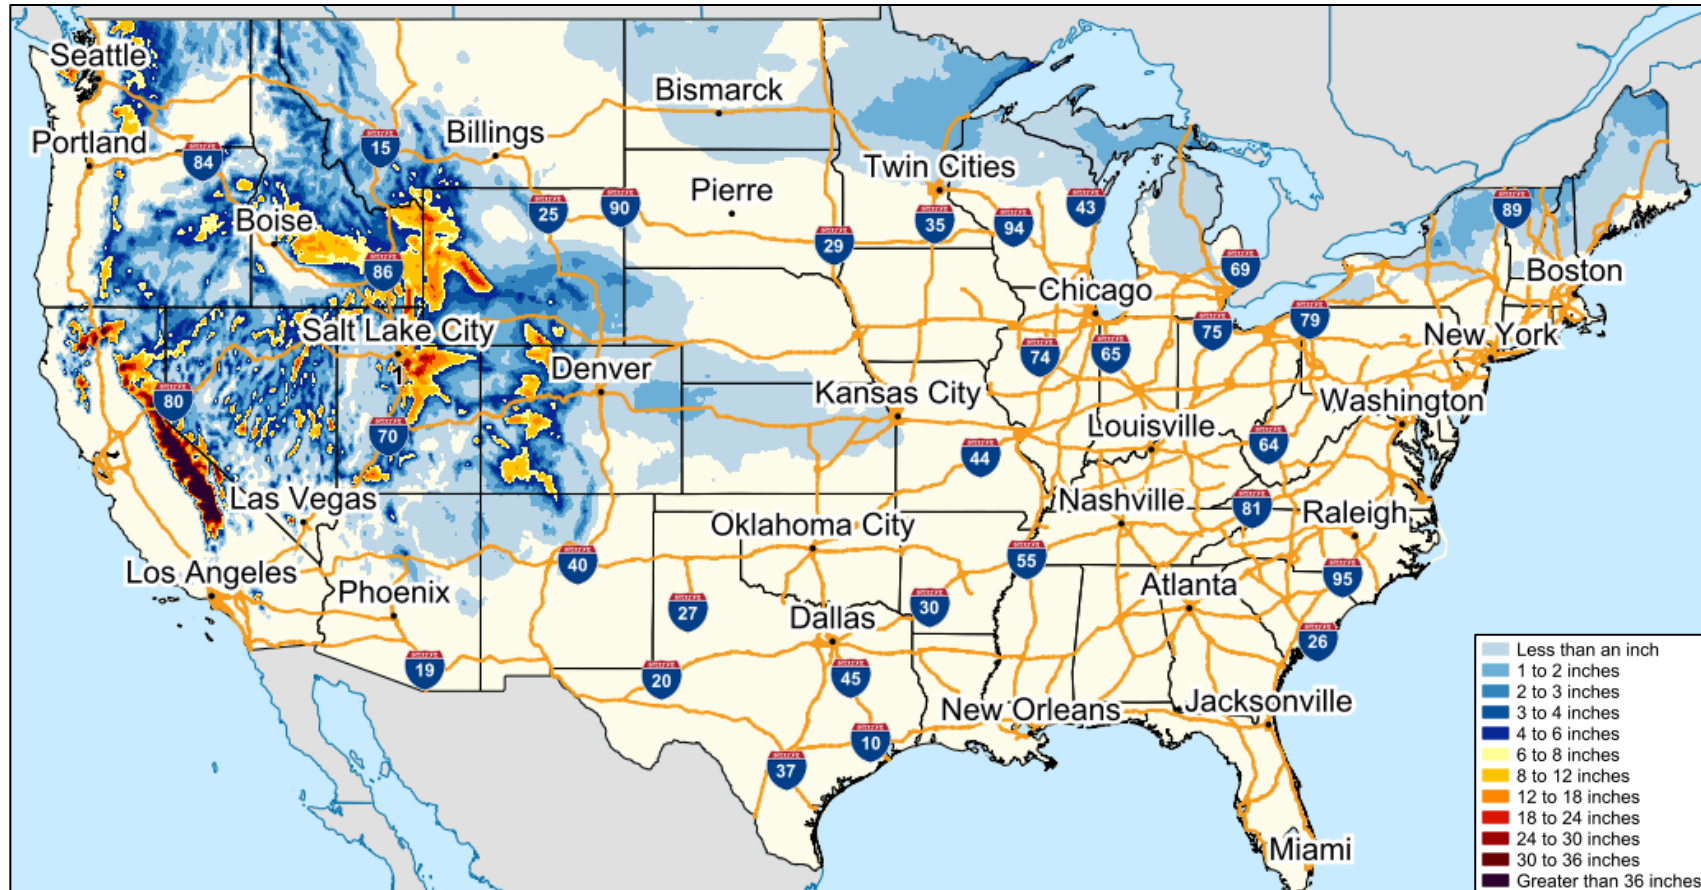 Seattle
Bismarck
Portland
Billings
15
84
Twin Cities
Pierre
25
90
43
89
Boise
35
94
29
86
69
Boston
Chicago
Salt Lake City
79
75
New York
74
65
Denver
1
80
Kansas City
Washington
70
Louisville
64
44
Las Vegas
Nashville
81
Raleigh
Oklahoma City
40
55
Los Angeles
95
Phoenix
Atlanta
27
30
Dallas
26
19
20
45
New Orleans
Jacksonville
10
37
Miami
Less than an inch
1 to 2 inches
2 to 3 inches
3 to 4 inches
4 to 6 inches
6 to 8 inches
8 to 12 inches
12 to 18 inches
18 to 24 inches
24 to 30 inches
30 to 36 inches
Greater than 36 inches